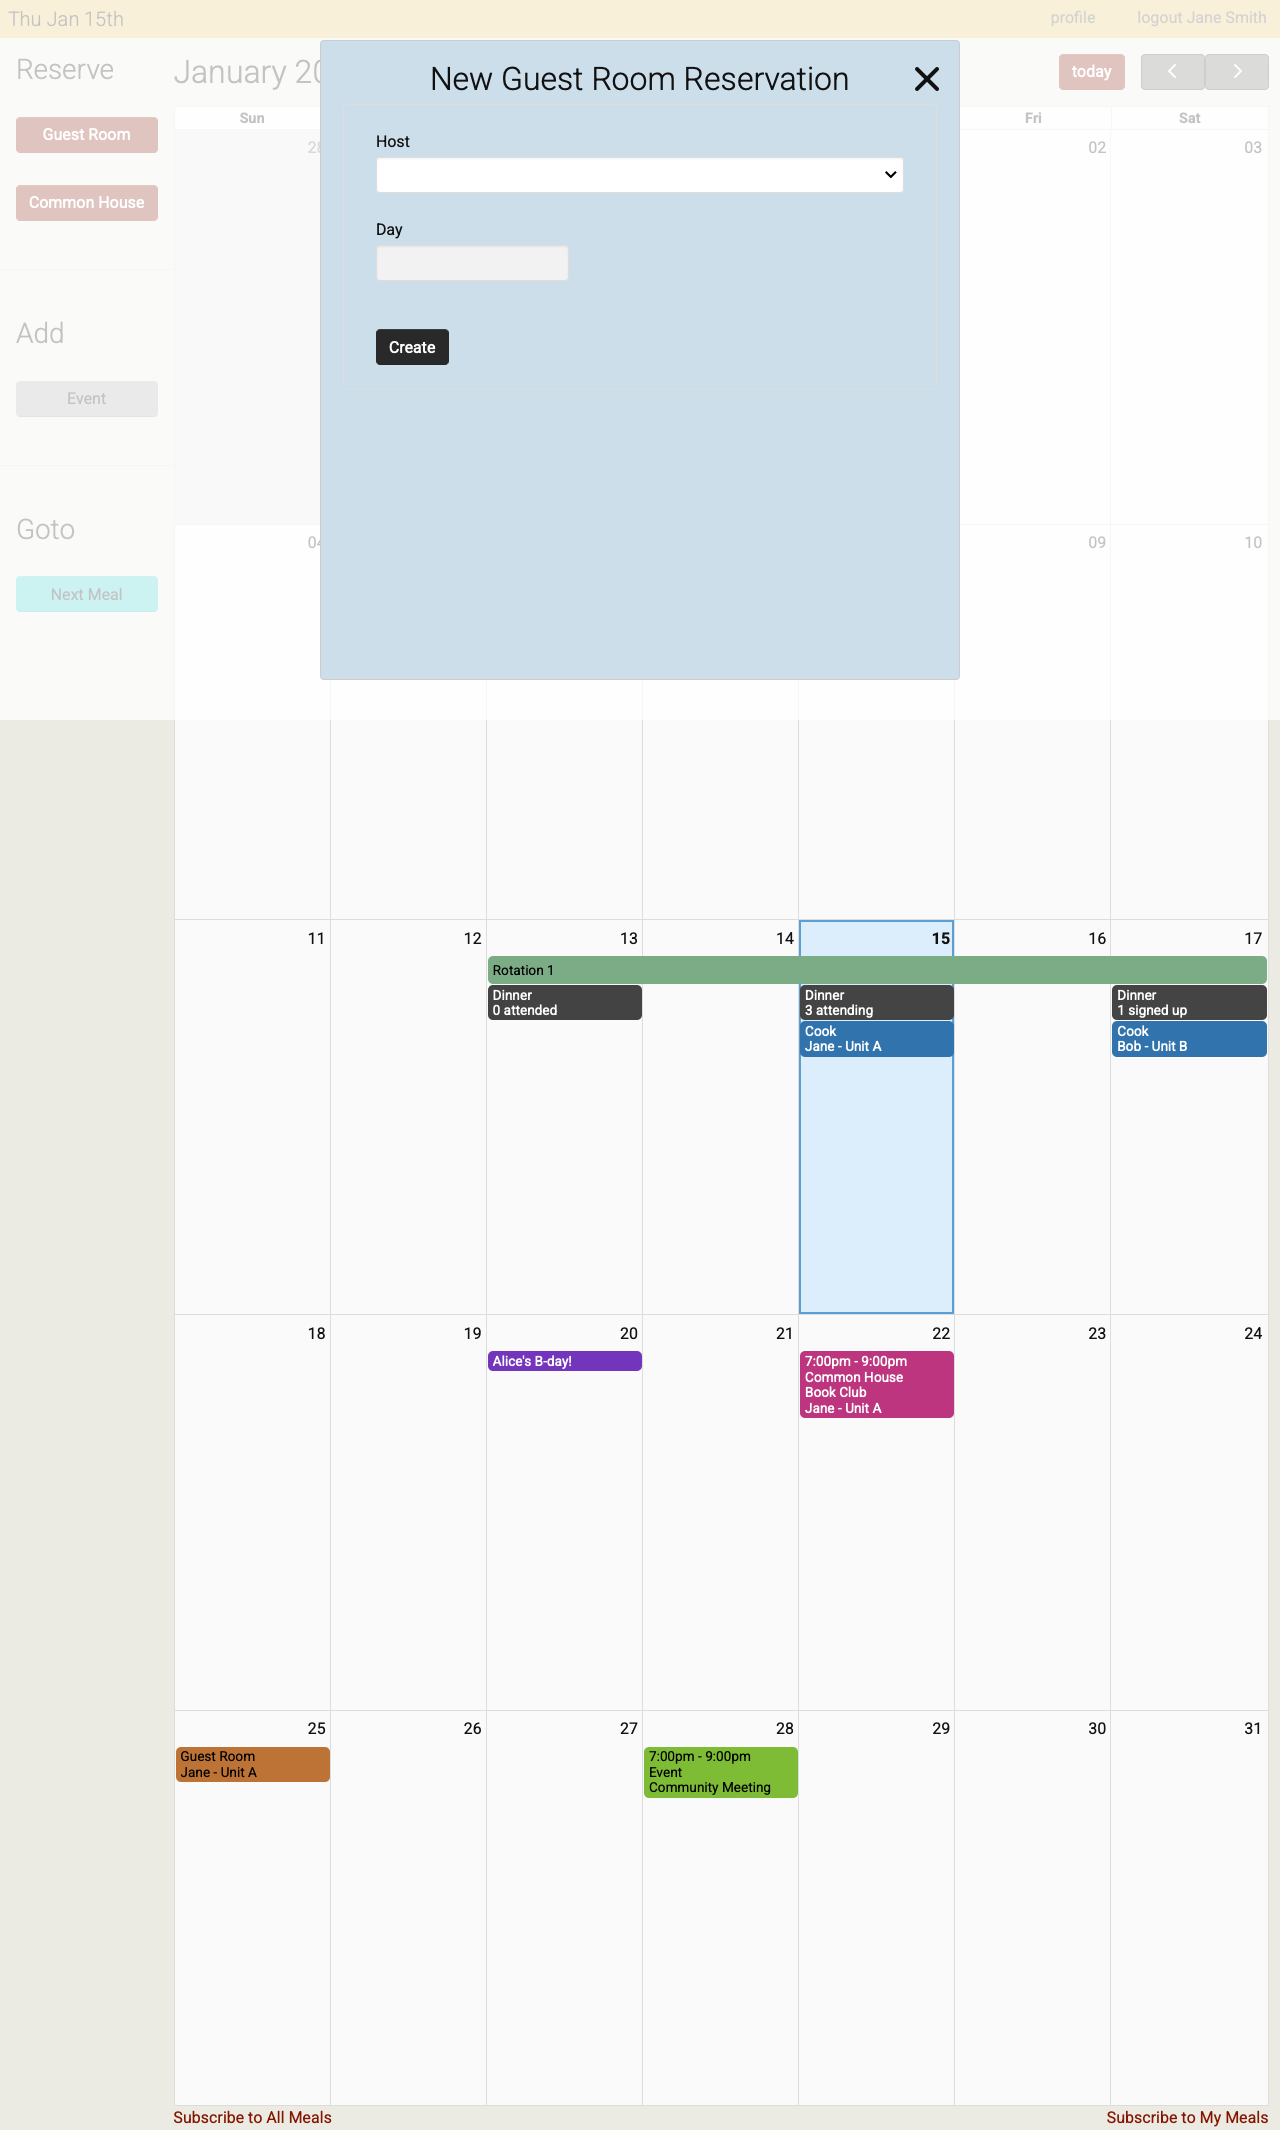 Thu Jan 15th
profile
logout Jane Smith
Reserve
Guest Room
Common House
Add
Event
Goto
Next Meal
January 20
today
New Guest Room Reservation
Host
Day
Create
Sun
Fri
Sat
02
03
04
09
10
11
12
13
14
15
16
17
Rotation 1
Dinner
0 attended
Dinner
3 attending
Cook
Jane - Unit A
Dinner
1 signed up
Cook
Bob - Unit B
18
19
20
21
22
23
24
Alice's B-day!
7:00pm - 9:00pm
Common House
Book Club
Jane - Unit A
25
26
27
28
29
30
31
Guest Room
Jane - Unit A
7:00pm - 9:00pm
Event
Community Meeting
Subscribe to All Meals
Subscribe to My Meals